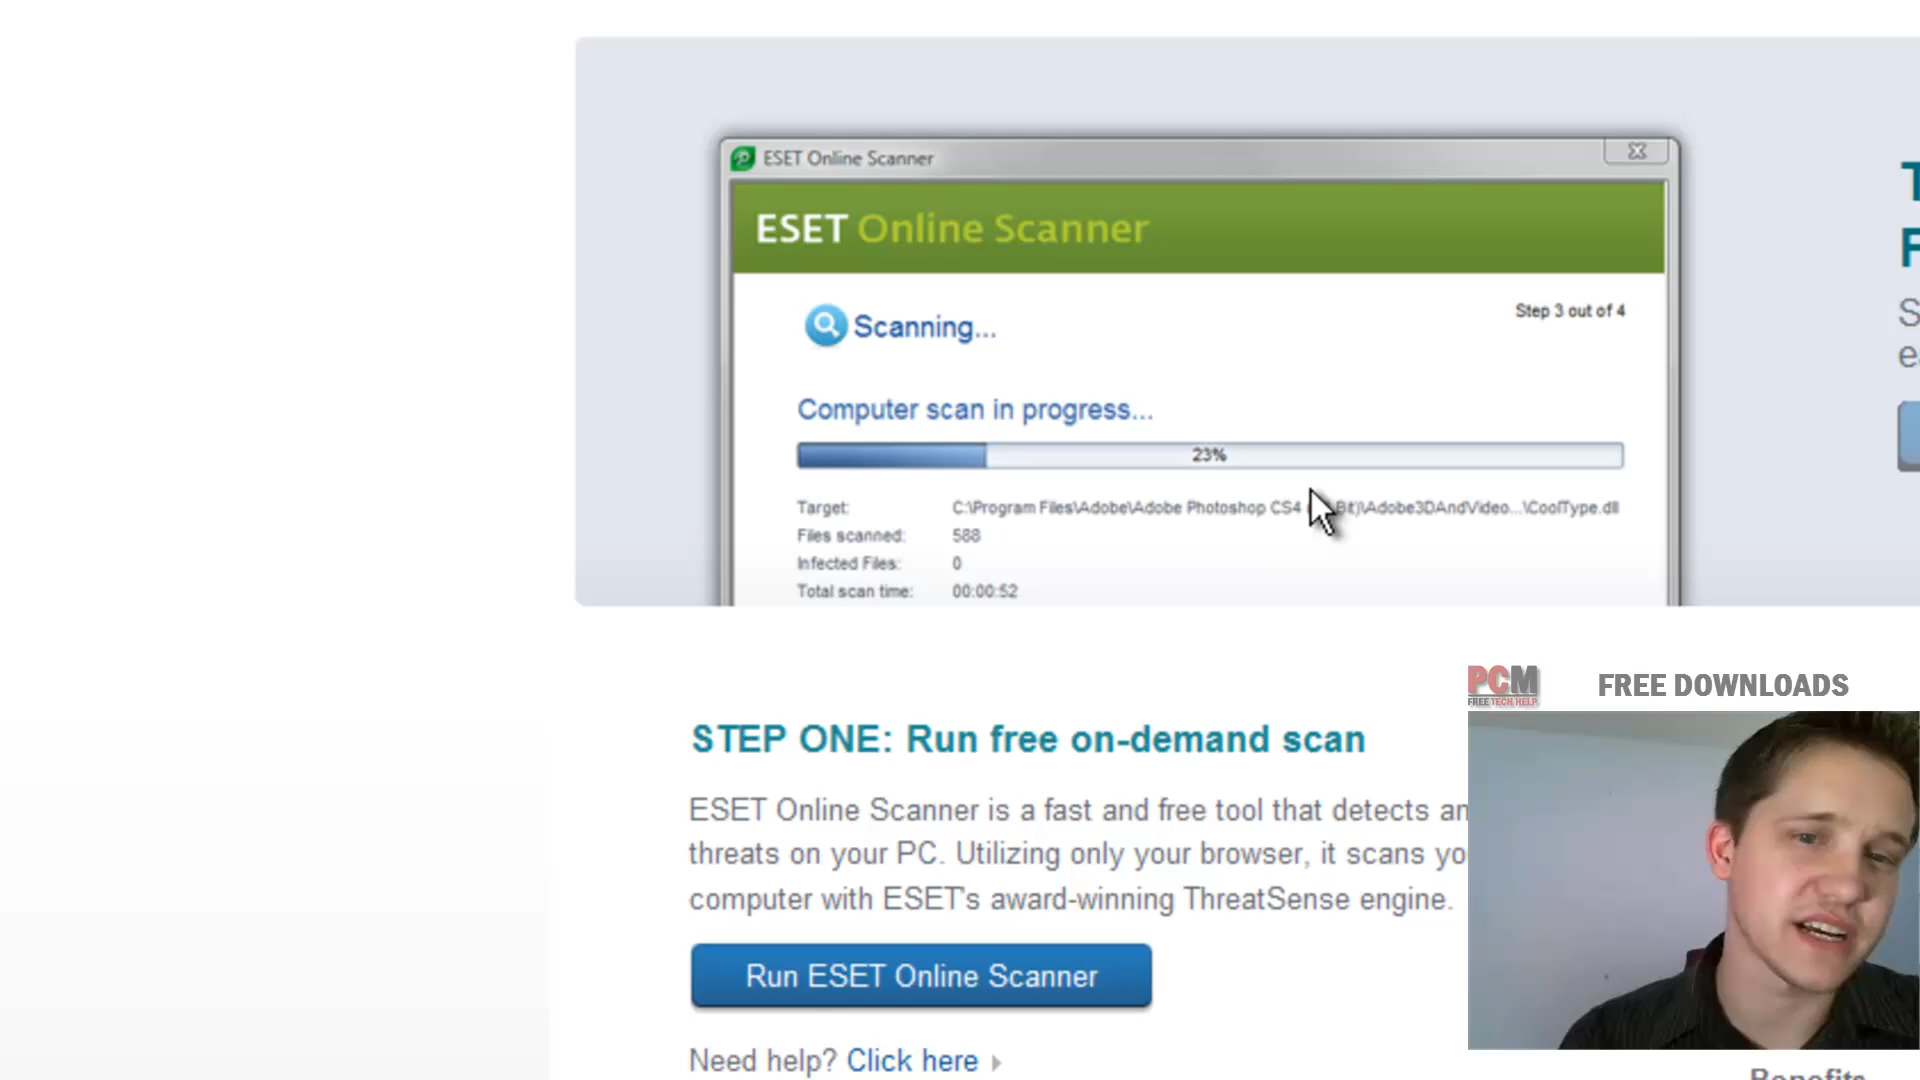 ESET Online Scanner
ESET Online Scanner
Scanning...
Step 3 out of 4
Computer scan in progress...
23%
Target: C:\Program Files\Adobe\Adobe Photoshop CS4 Bit)\Adobe3DAndVideo...\CoolType.dll
Files scanned: 588
Infected Files: 0
Total scan time: 00:00:52
PCM
FREE TECH HELP
FREE DOWNLOADS
STEP ONE: Run free on-demand scan
ESET Online Scanner is a fast and free tool that detects an
threats on your PC. Utilizing only your browser, it scans yo
computer with ESET's award-winning ThreatSense engine.
Run ESET Online Scanner
Need help? Click here
Benefits